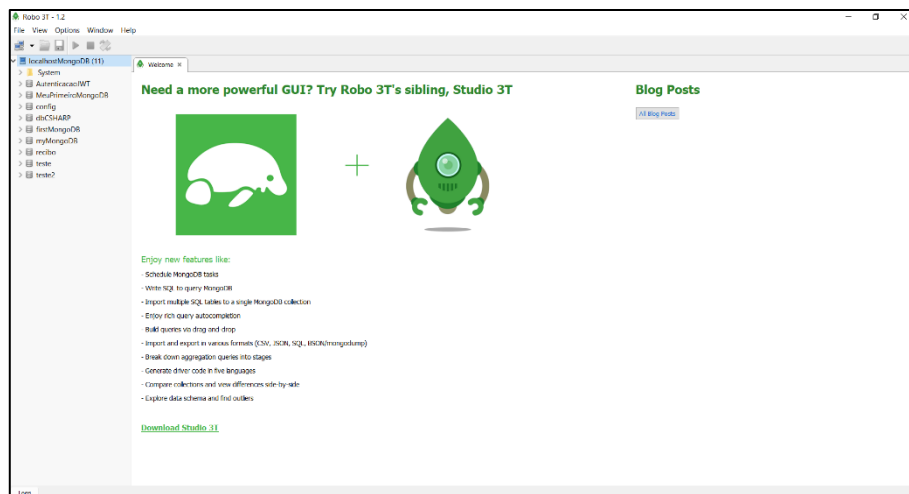 Robo 3T - 1.2
File View Options Window Help
localhostMongoDB (11)
System
AutenticacaoJWT
MeuPrimeiroMongoDB
config
dbCSHARP
firstMongoDB
myMongoDB
recibo
teste
teste2
Welcome
Need a more powerful GUI? Try Robo 3T's sibling, Studio 3T
Enjoy new features like:
- Schedule MongoDB tasks
- Write SQL to query MongoDB
- Import multiple SQL tables to a single MongoDB collection
- Enjoy rich query autocompletion
- Build queries via drag and drop
- Import and export in various formats (CSV, JSON, SQL, BSON/mongodump)
- Break down aggregation queries into stages
- Generate driver code in five languages
- Compare collections and view differences side-by-side
- Explore data schema and find outliers
Download Studio 3T
Blog Posts
All Blog Posts